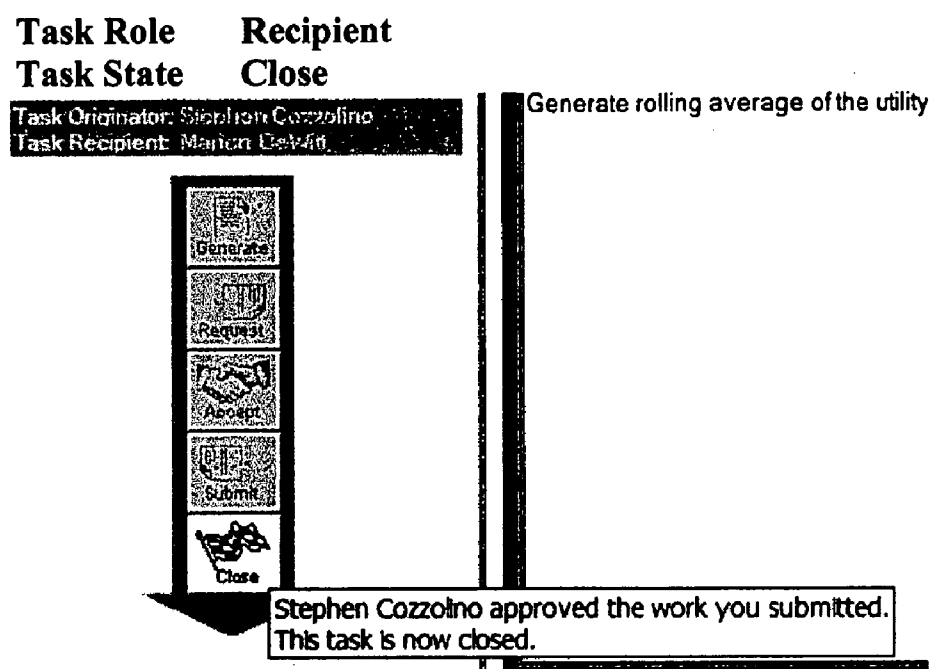 Task Role Recipient
Task State Close
Task Originator: Stephen Cozzolino
Task Recipient: Marion DeWitt
Generate rolling average of the utility
Generate
Request
Accept
Submit
Close
Stephen Cozzolino approved the work you submitted.
This task is now closed.